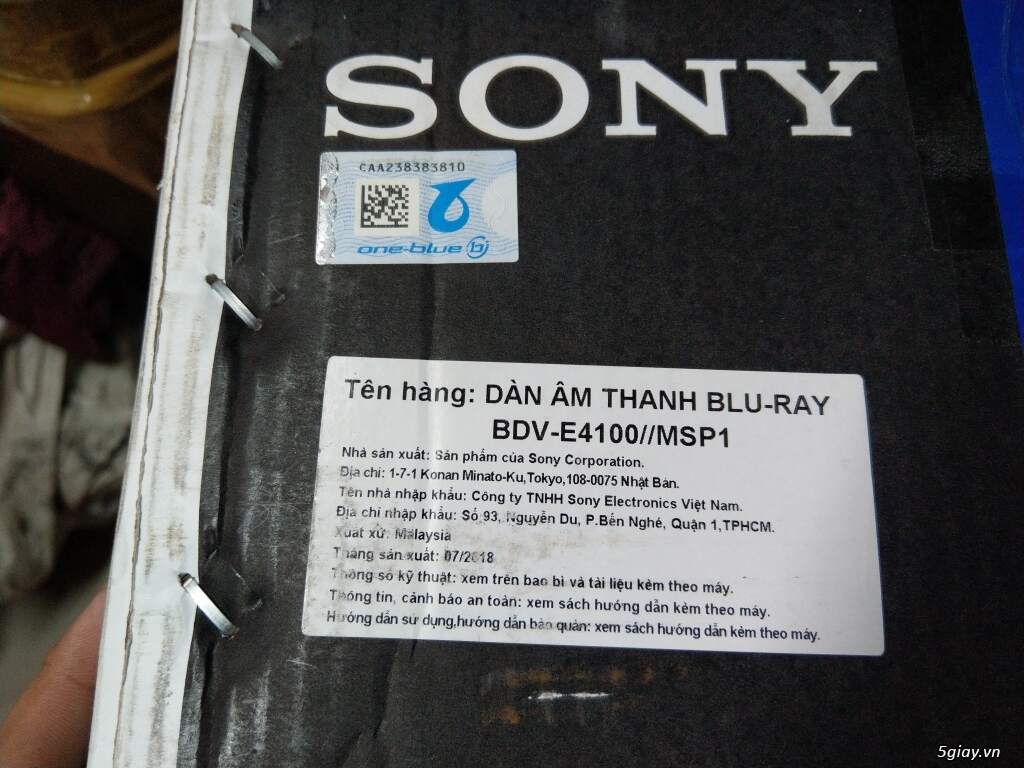 SONY
CAA238383810
one-blue bj
Tên hàng: DÀN ÂM THANH BLU-RAY
BDV-E4100//MSP1
Nhà sản xuất: Sản phẩm của Sony Corporation.
Địa chỉ: 1-7-1 Konan Minato-Ku,Tokyo,108-0075 Nhật Bản.
Tên nhà nhập khẩu: Công ty TNHH Sony Electronics Việt Nam.
Địa chỉ nhập khẩu: Số 93, Nguyễn Du, P.Bến Nghé, Quận 1,TPHCM.
Xuất xứ: Malaysia
Tháng sản xuất: 07/2018
Thông số kỹ thuật: xem trên bao bì và tài liệu kèm theo máy.
Thông tin, cảnh báo an toàn: xem sách hướng dẫn kèm theo máy.
Hướng dẫn sử dụng,hướng dẫn bảo quản: xem sách hướng dẫn kèm theo máy.
5giay.vn